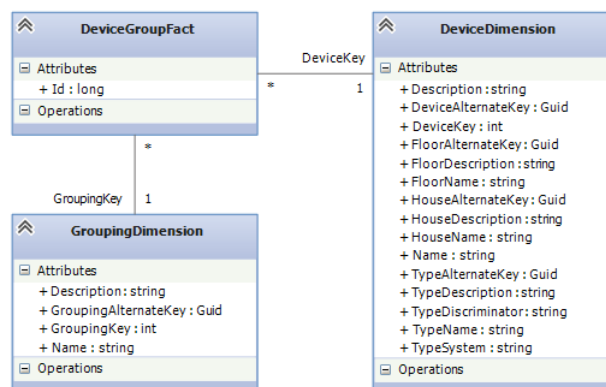 DeviceGroupFact
Attributes
+ Id : long
Operations
DeviceKey
*
1
*
GroupingKey
1
GroupingDimension
Attributes
+ Description : string
+ GroupingAlternateKey : Guid
+ GroupingKey : int
+ Name : string
Operations
DeviceDimension
Attributes
+ Description : string
+ DeviceAlternateKey : Guid
+ DeviceKey : int
+ FloorAlternateKey : Guid
+ FloorDescription : string
+ FloorName : string
+ HouseAlternateKey : Guid
+ HouseDescription : string
+ HouseName : string
+ Name : string
+ TypeAlternateKey : Guid
+ TypeDescription : string
+ TypeDiscriminator : string
+ TypeName : string
+ TypeSystem : string
Operations